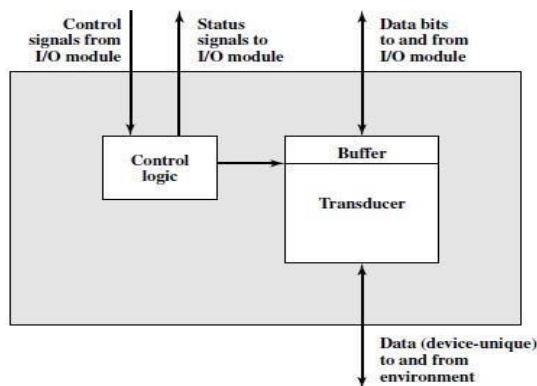 Control
signals from
I/O module
Status
signals to
I/O module
Data bits
to and from
I/O module
Control
logic
Buffer
Transducer
Data (device-unique)
to and from
environment